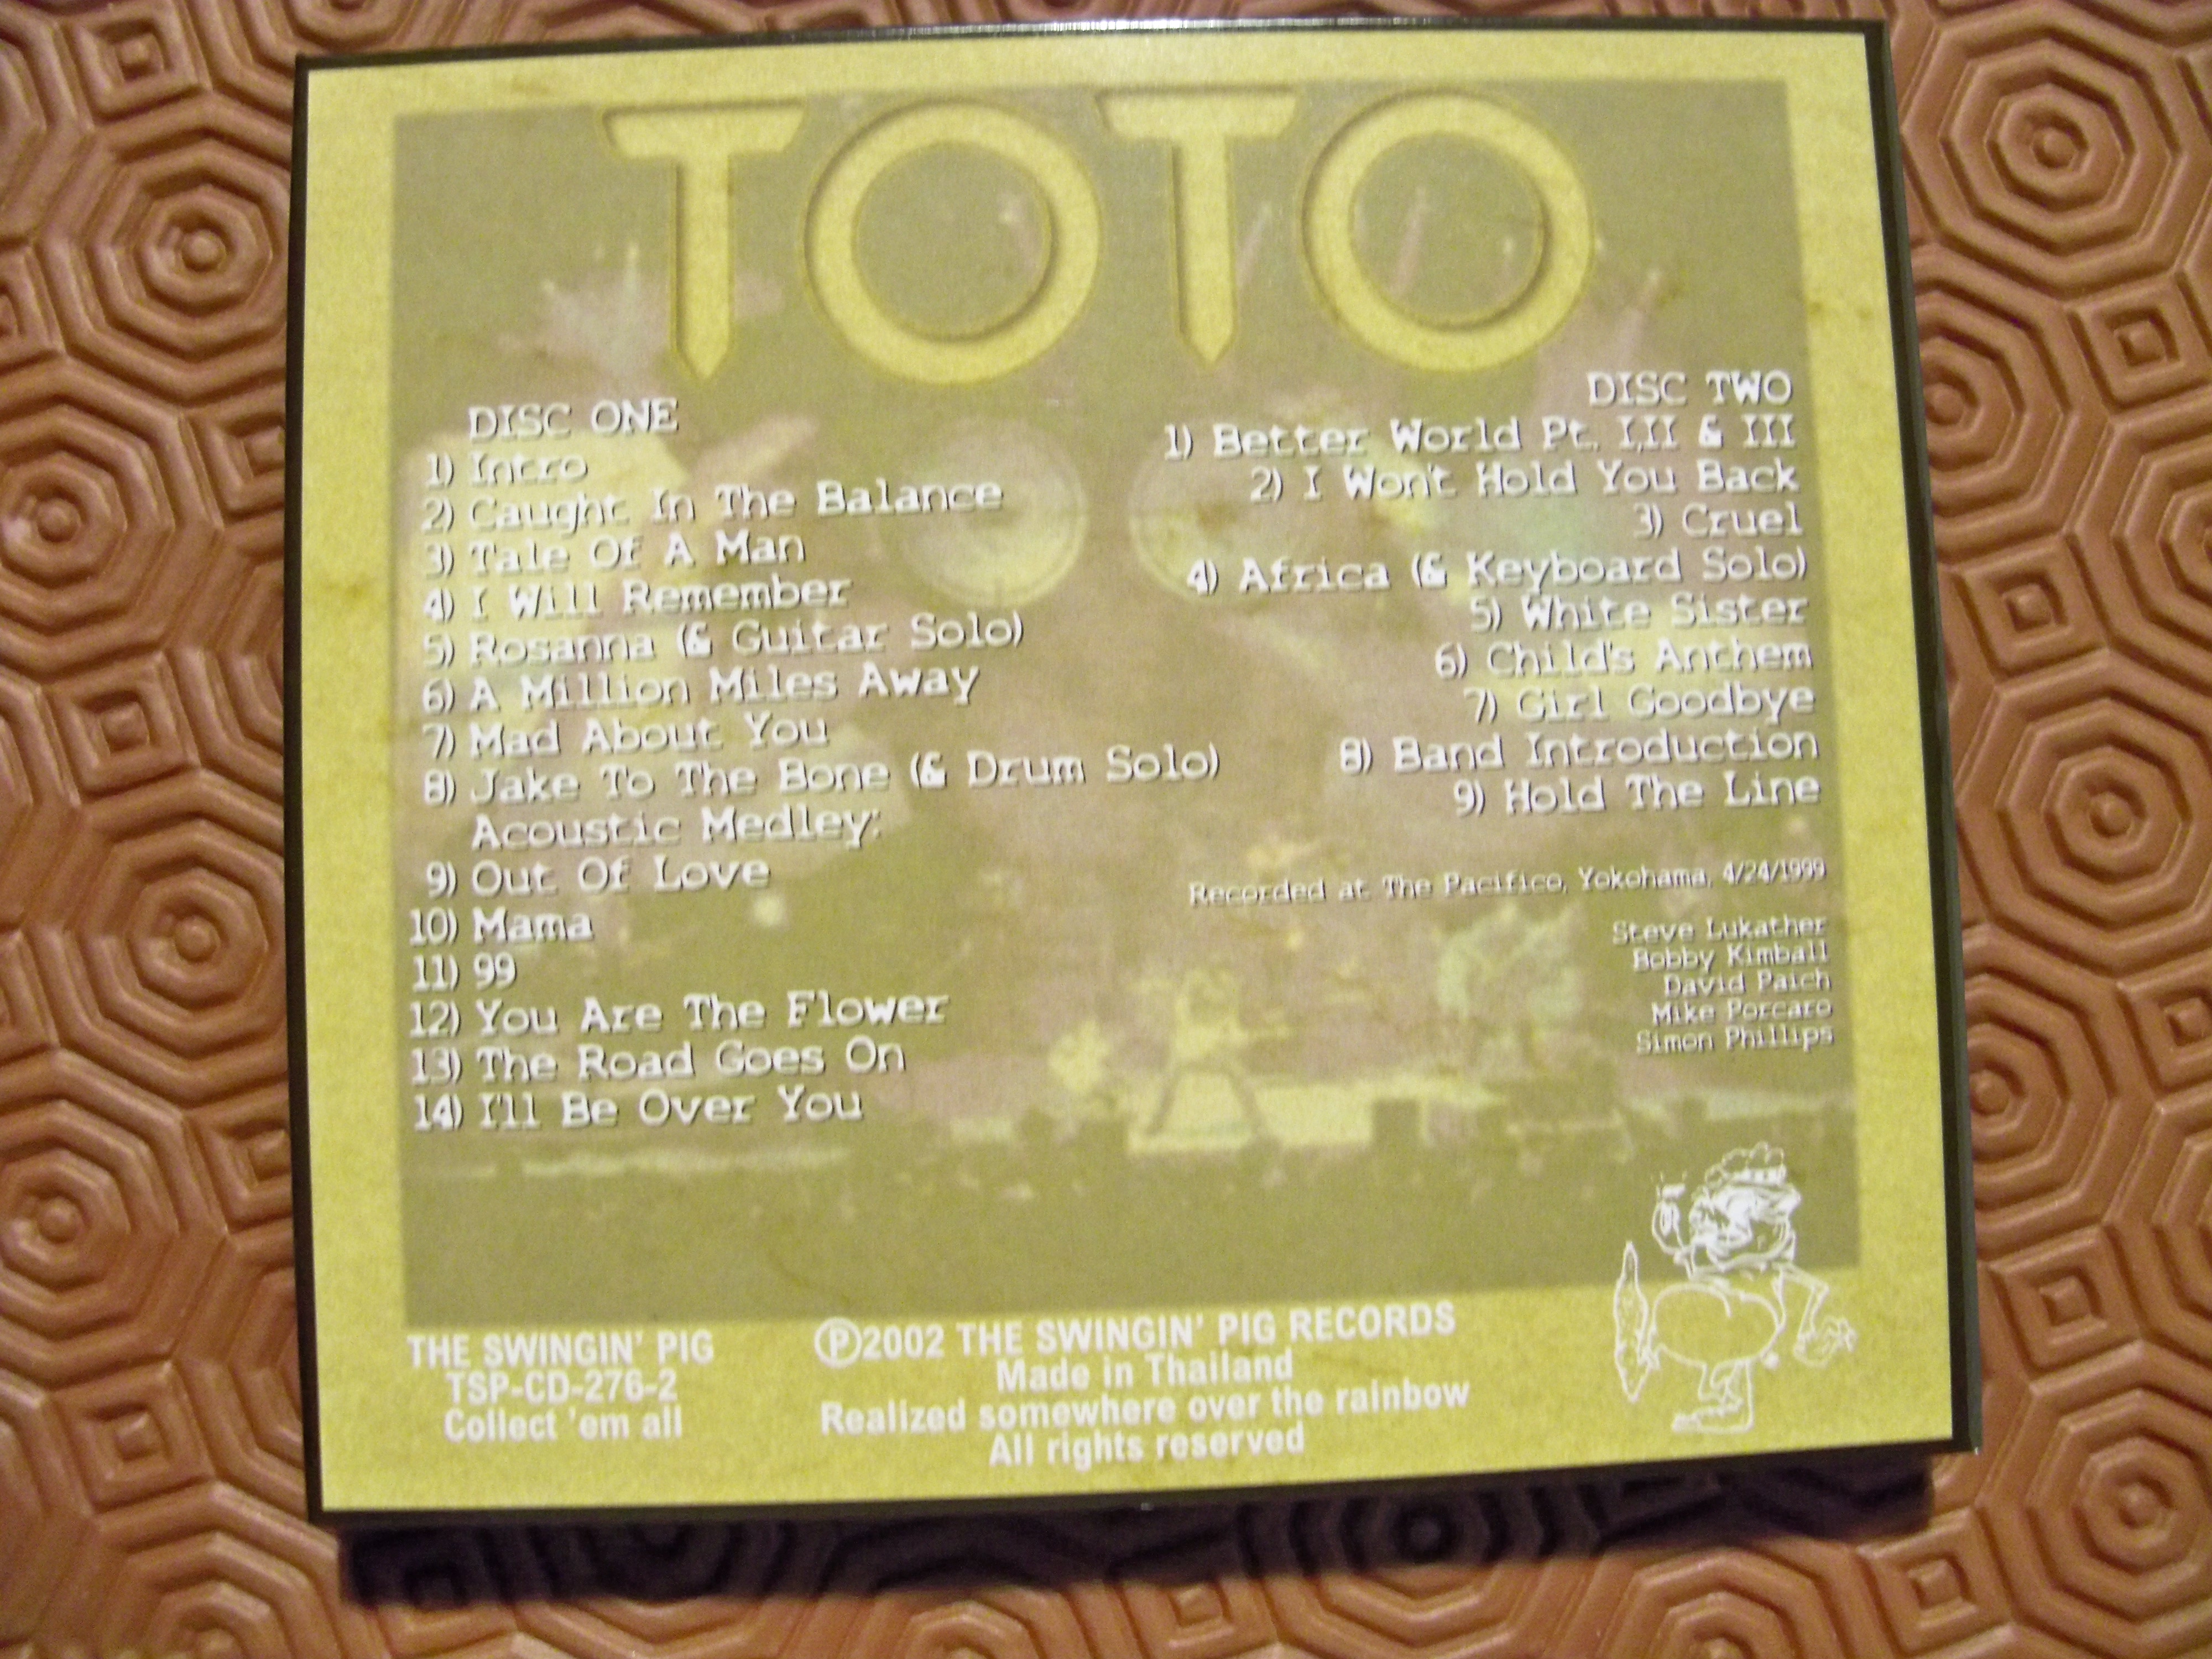 TOTO
DISC ONE
1) Intro
2) Caught In The Balance
3) Tale Of A Man
4) I Will Remember
5) Rosanna (& Guitar Solo)
6) A Million Miles Away
7) Mad About You
8) Jake To The Bone (& Drum Solo)
Acoustic Medley:
9) Out Of Love
10) Mama
11) 99
12) You Are The Flower
13) The Road Goes On
14) I'll Be Over You
DISC TWO
1) Better World Pt. I,II & III
2) I Won't Hold You Back
3) Cruel
4) Africa (& Keyboard Solo)
5) White Sister
6) Child's Anthem
7) Girl Goodbye
8) Band Introduction
9) Hold The Line
Recorded at The Pacifico, Yokohama, 4/24/1999
Steve Lukather
Bobby Kimball
David Paich
Mike Porcaro
Simon Phillips
THE SWINGIN' PIG
TSP-CD-276-2
Collect 'em all
Ⓟ2002 THE SWINGIN' PIG RECORDS
Made in Thailand
Realized somewhere over the rainbow
All rights reserved